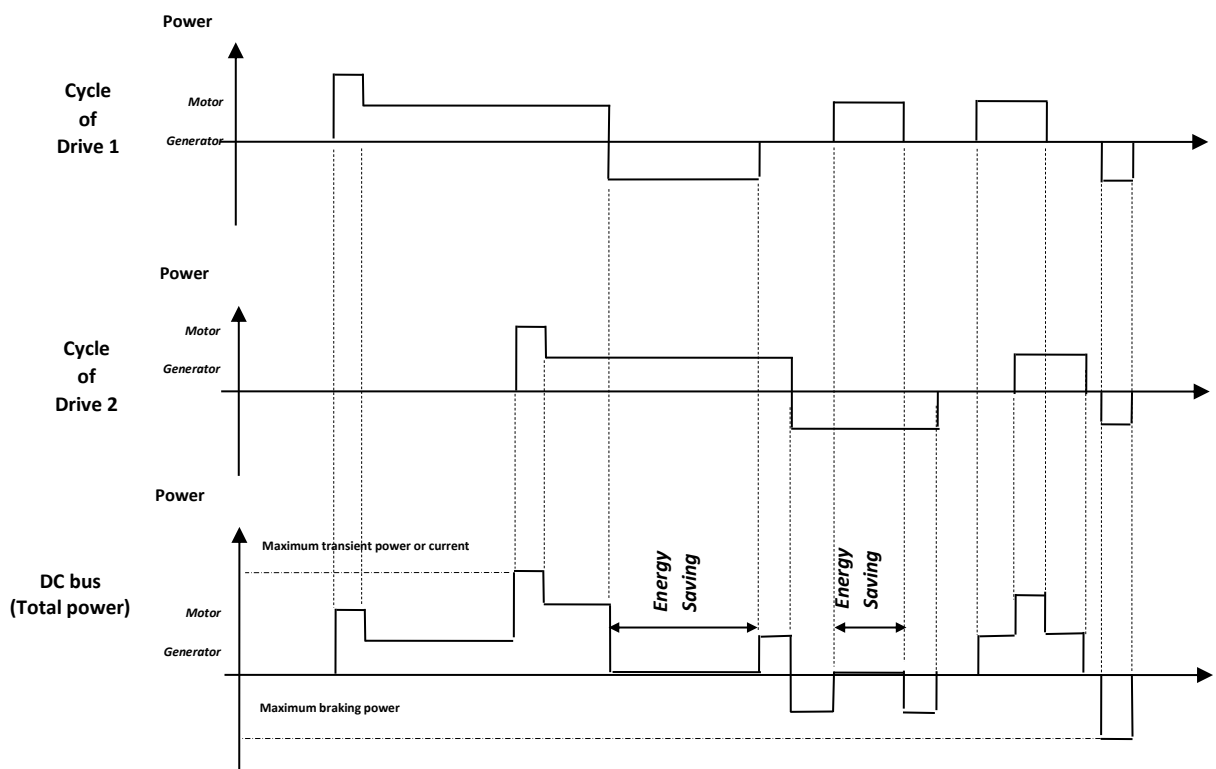 Power
Cycle
of
Drive 1
Motor
Generator
Power
Cycle
of
Drive 2
Motor
Generator
Power
DC bus
(Total power)
Motor
Generator
Maximum transient power or current
Energy
Saving
Energy
Saving
Maximum braking power